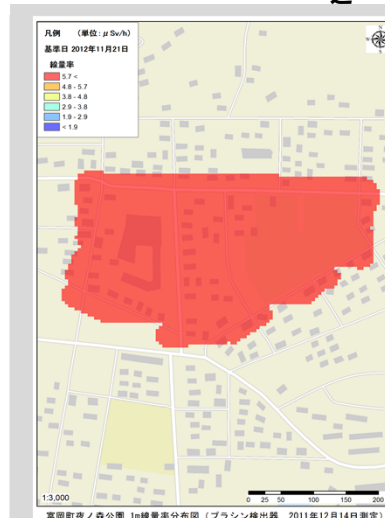 凡例 (単位:μSv/h)
基準日 2012年11月21日
線量率
5.7 <
4.8 - 5.7
3.8 - 4.8
2.9 - 3.8
1.9 - 2.9
< 1.9
1:3,000
0 25 50 100 150 200
富岡町夜ノ森公園 1m線量率分布図 (プラシン検出器 2011年12月14日測定)